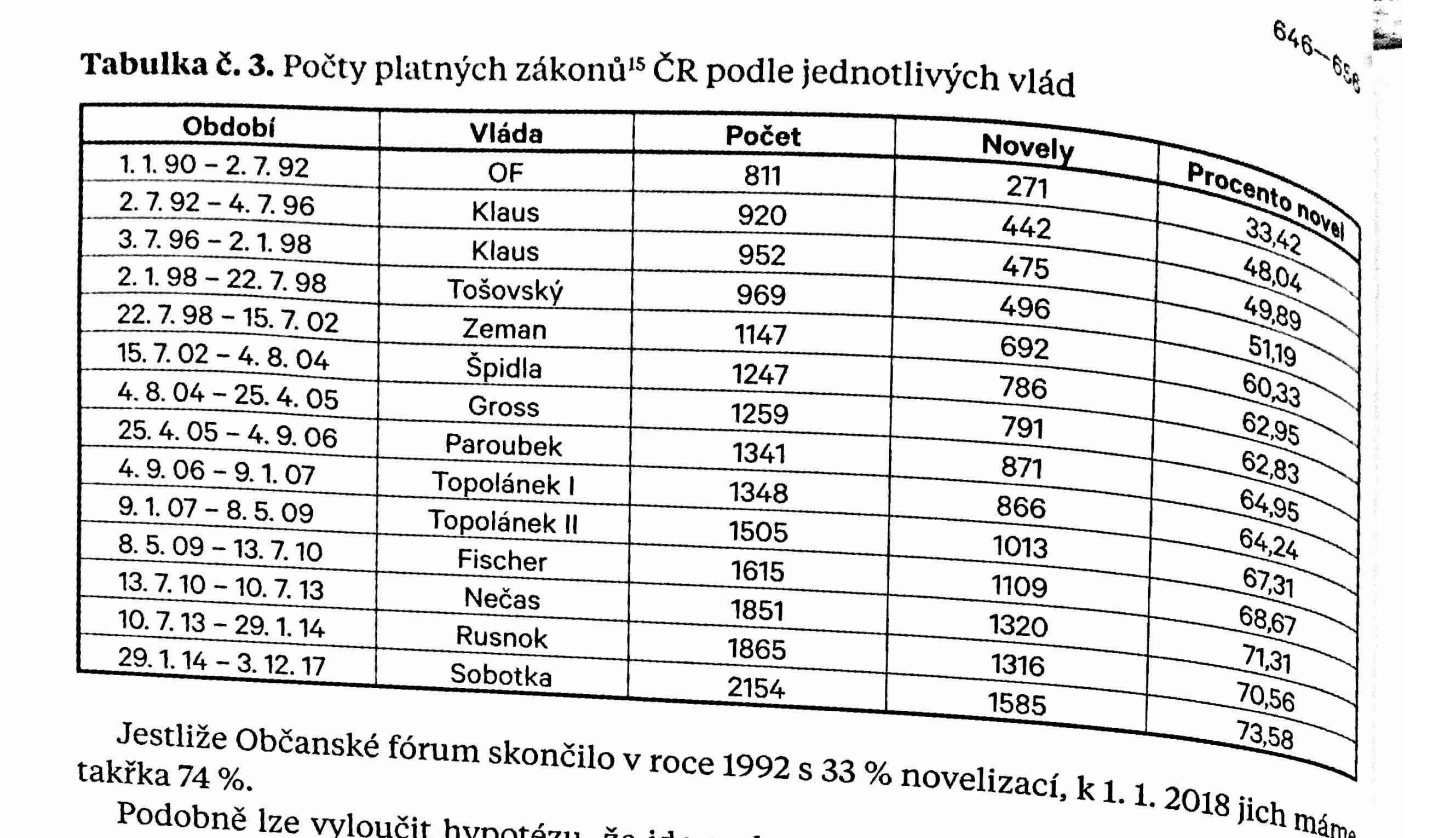 646–658
Tabulka č. 3. Počty platných zákonů¹⁵ ČR podle jednotlivých vlád
Období Vláda Počet Novely Procento novel
1. 1. 90 – 2. 7. 92 OF 811 271 33,42
2. 7. 92 – 4. 7. 96 Klaus 920 442 48,04
3. 7. 96 – 2. 1. 98 Klaus 952 475 49,89
2. 1. 98 – 22. 7. 98 Tošovský 969 496 51,19
22. 7. 98 – 15. 7. 02 Zeman 1147 692 60,33
15. 7. 02 – 4. 8. 04 Špidla 1247 786 62,95
4. 8. 04 – 25. 4. 05 Gross 1259 791 62,83
25. 4. 05 – 4. 9. 06 Paroubek 1341 871 64,95
4. 9. 06 – 9. 1. 07 Topolánek I 1348 866 64,24
9. 1. 07 – 8. 5. 09 Topolánek II 1505 1013 67,31
8. 5. 09 – 13. 7. 10 Fischer 1615 1109 68,67
13. 7. 10 – 10. 7. 13 Nečas 1851 1320 71,31
10. 7. 13 – 29. 1. 14 Rusnok 1865 1316 70,56
29. 1. 14 – 3. 12. 17 Sobotka 2154 1585 73,58
Jestliže Občanské fórum skončilo v roce 1992 s 33 % novelizací, k 1. 1. 2018 jich máme
takřka 74 %.
Podobně lze vyloučit hypotézu, že